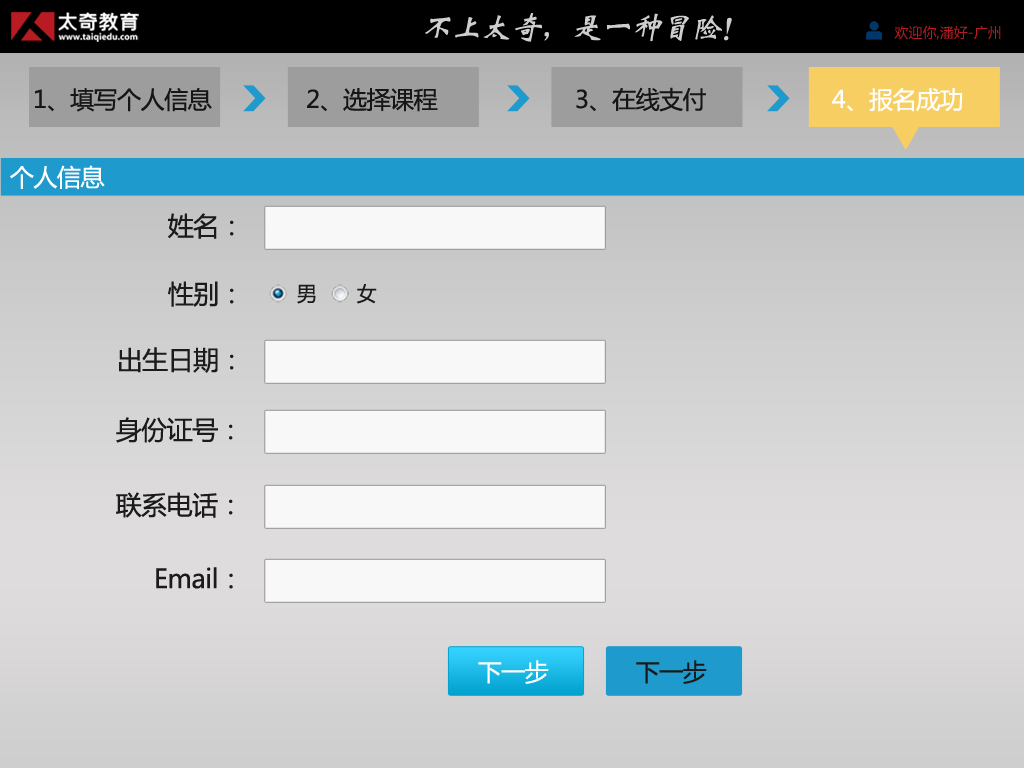 太奇教育
www.taiqiedu.com
不上太奇，是一种冒险!
欢迎你,潘好-广州
1、填写个人信息
2、选择课程
3、在线支付
4、报名成功
个人信息
姓名：
性别： 男 女
出生日期：
身份证号：
联系电话：
Email：
下一步 下一步